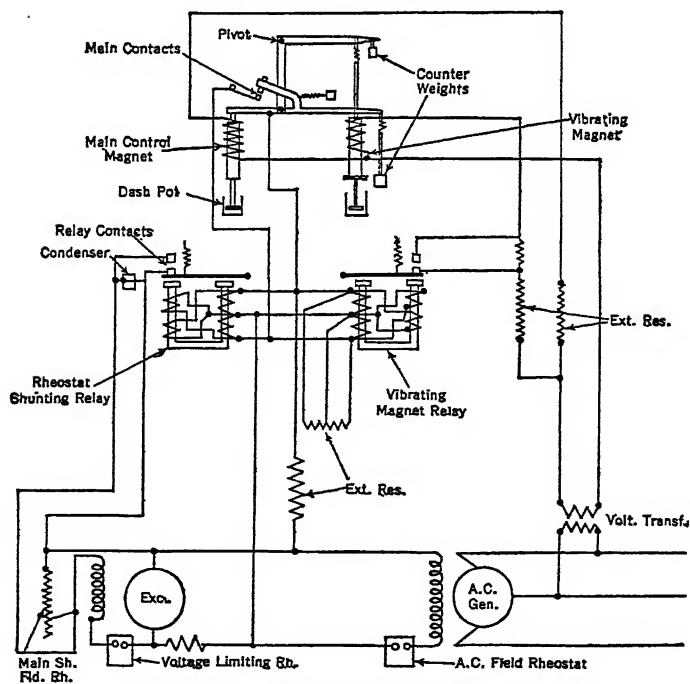 Pivot
Main Contacts
Counter
Weights
Vibrating
Magnet
Main Control
Magnet
Dash Pot
Relay Contacts
Condenser
Ext. Res.
Rheostat
Shunting Relay
Vibrating
Magnet Relay
Ext. Res.
Volt. Transf.
Exc.
A.C.
Gen.
Main Sh.
Fld. Rh.
Voltage Limiting Rh.
A.C. Field Rheostat